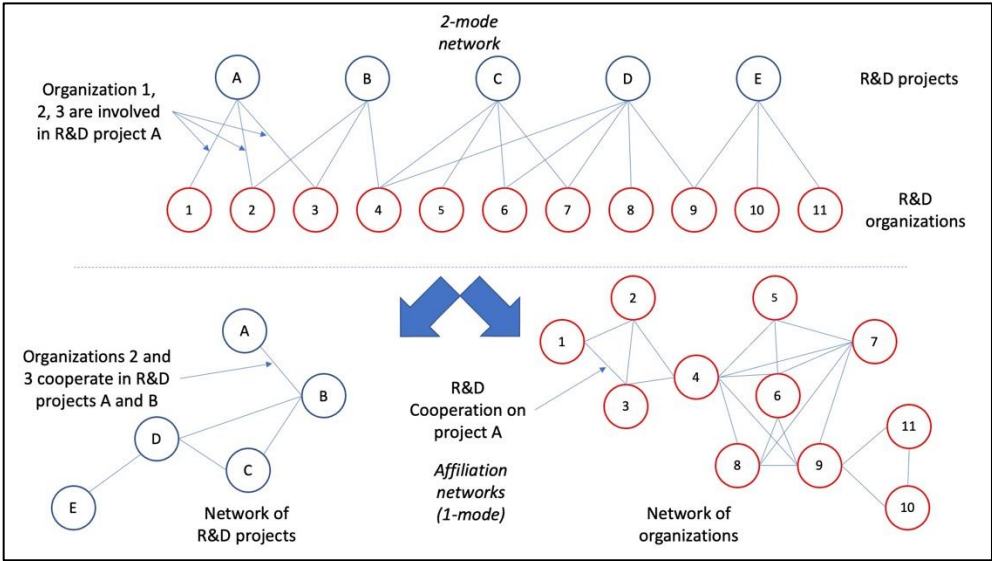 2-mode
network
A
B
C
D
E
R&D projects
Organization 1,
2, 3 are involved
in R&D project A
1
2
3
4
5
6
7
8
9
10
11
R&D
organizations
A
Organizations 2 and
3 cooperate in R&D
projects A and B
B
D
C
E
Network of
R&D projects
R&D
Cooperation on
project A
Affiliation
networks
(1-mode)
2
5
1
7
4
3
6
11
8
9
10
Network of
organizations